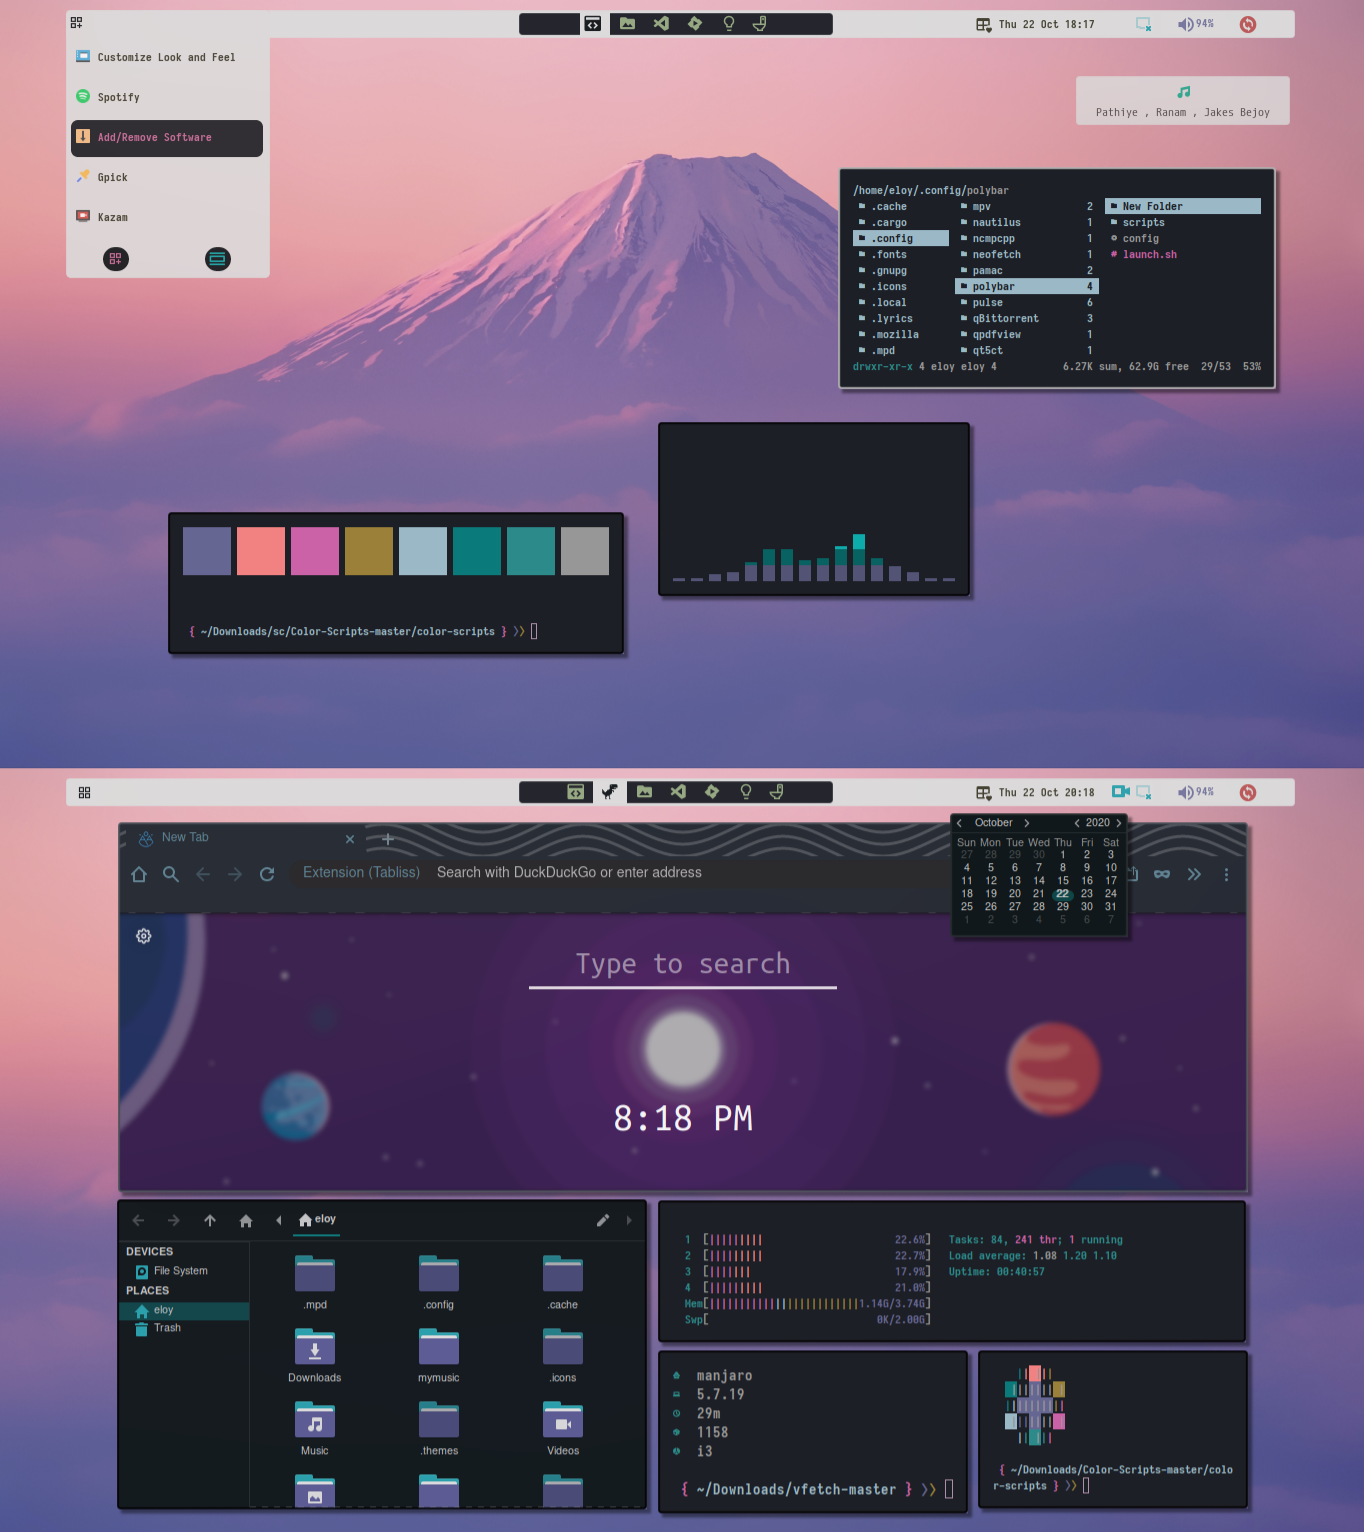 Thu 22 Oct 18:17
94%
Customize Look and Feel
Spotify
Add/Remove Software
Gpick
Kazam
Pathiye , Ranam , Jakes Bejoy
/home/eloy/.config/polybar
.cache mpv 2 New Folder
.cargo nautilus 1 scripts
.config ncmpcpp 1 config
.fonts neofetch 1 # launch.sh
.gnupg pamac 2
.icons polybar 4
.local pulse 6
.lyrics qBittorrent 3
.mozilla qpdfview 1
.mpd qt5ct 1
drwxr-xr-x 4 eloy eloy 4 6.27K sum, 62.9G free 29/53 53%
{ ~/Downloads/sc/Color-Scripts-master/color-scripts } 
Thu 22 Oct 20:18
94%
New Tab
Extension (Tabliss) Search with DuckDuckGo or enter address
October 2020
Sun Mon Tue Wed Thu Fri Sat
27 28 29 30 1 2 3
4 5 6 7 8 9 10
11 12 13 14 15 16 17
18 19 20 21 22 23 24
25 26 27 28 29 30 31
1 2 3 4 5 6 7
Type to search
8:18 PM
eloy
DEVICES
File System
PLACES
eloy
Trash
.mpd .config .cache
Downloads mymusic .icons
Music .themes Videos
1 [||||||||||| 22.6%] Tasks: 84, 241 thr; 1 running
2 [||||||||||| 22.7%] Load average: 1.08 1.20 1.10
3 [|||||||| 17.9%] Uptime: 00:40:57
4 [||||||||||| 21.0%]
Mem[|||||||||||||||||||||||||1.14G/3.74G]
Swp[ 0K/2.00G]
manjaro
5.7.19
29m
1158
i3
{ ~/Downloads/vfetch-master } 
{ ~/Downloads/Color-Scripts-master/colo
r-scripts }